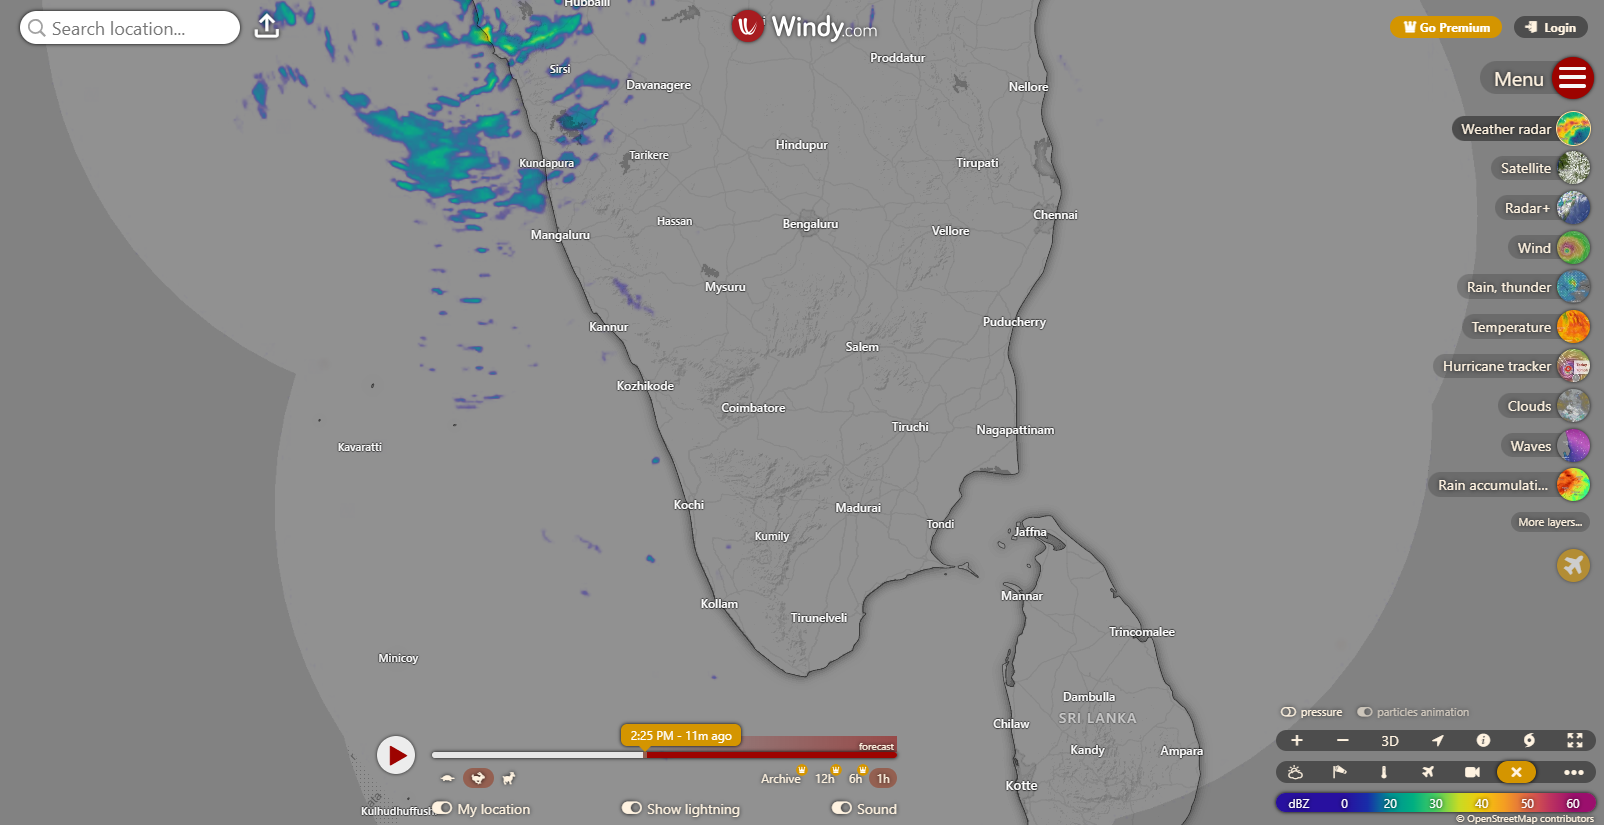 Hubballi
Search location...
Windy.com
Go Premium
Login
Proddatur
Sirsi
Davanagere
Nellore
Menu
Weather radar
Hindupur
Tarikere
Kundapura
Tirupati
Satellite
Radar+
Chennai
Hassan
Bengaluru
Vellore
Mangaluru
Wind
Mysuru
Rain, thunder
Kannur
Puducherry
Temperature
Salem
Hurricane tracker
Kozhikode
Coimbatore
Clouds
Tiruchi
Nagapattinam
Kavaratti
Waves
Rain accumulati...
Kochi
Madurai
Tondi
More layers...
Kumily
Jaffna
Mannar
Kollam
Tirunelveli
Trincomalee
Minicoy
Dambulla
pressure
particles animation
Chilaw
SRI LANKA
2:25 PM - 11m ago
forecast
Kandy
Ampara
3D
Archive
12h
6h
1h
Kotte
Kulhudhuffushi
My location
Show lightning
Sound
dBZ 0 20 30 40 50 60
© OpenStreetMap contributors